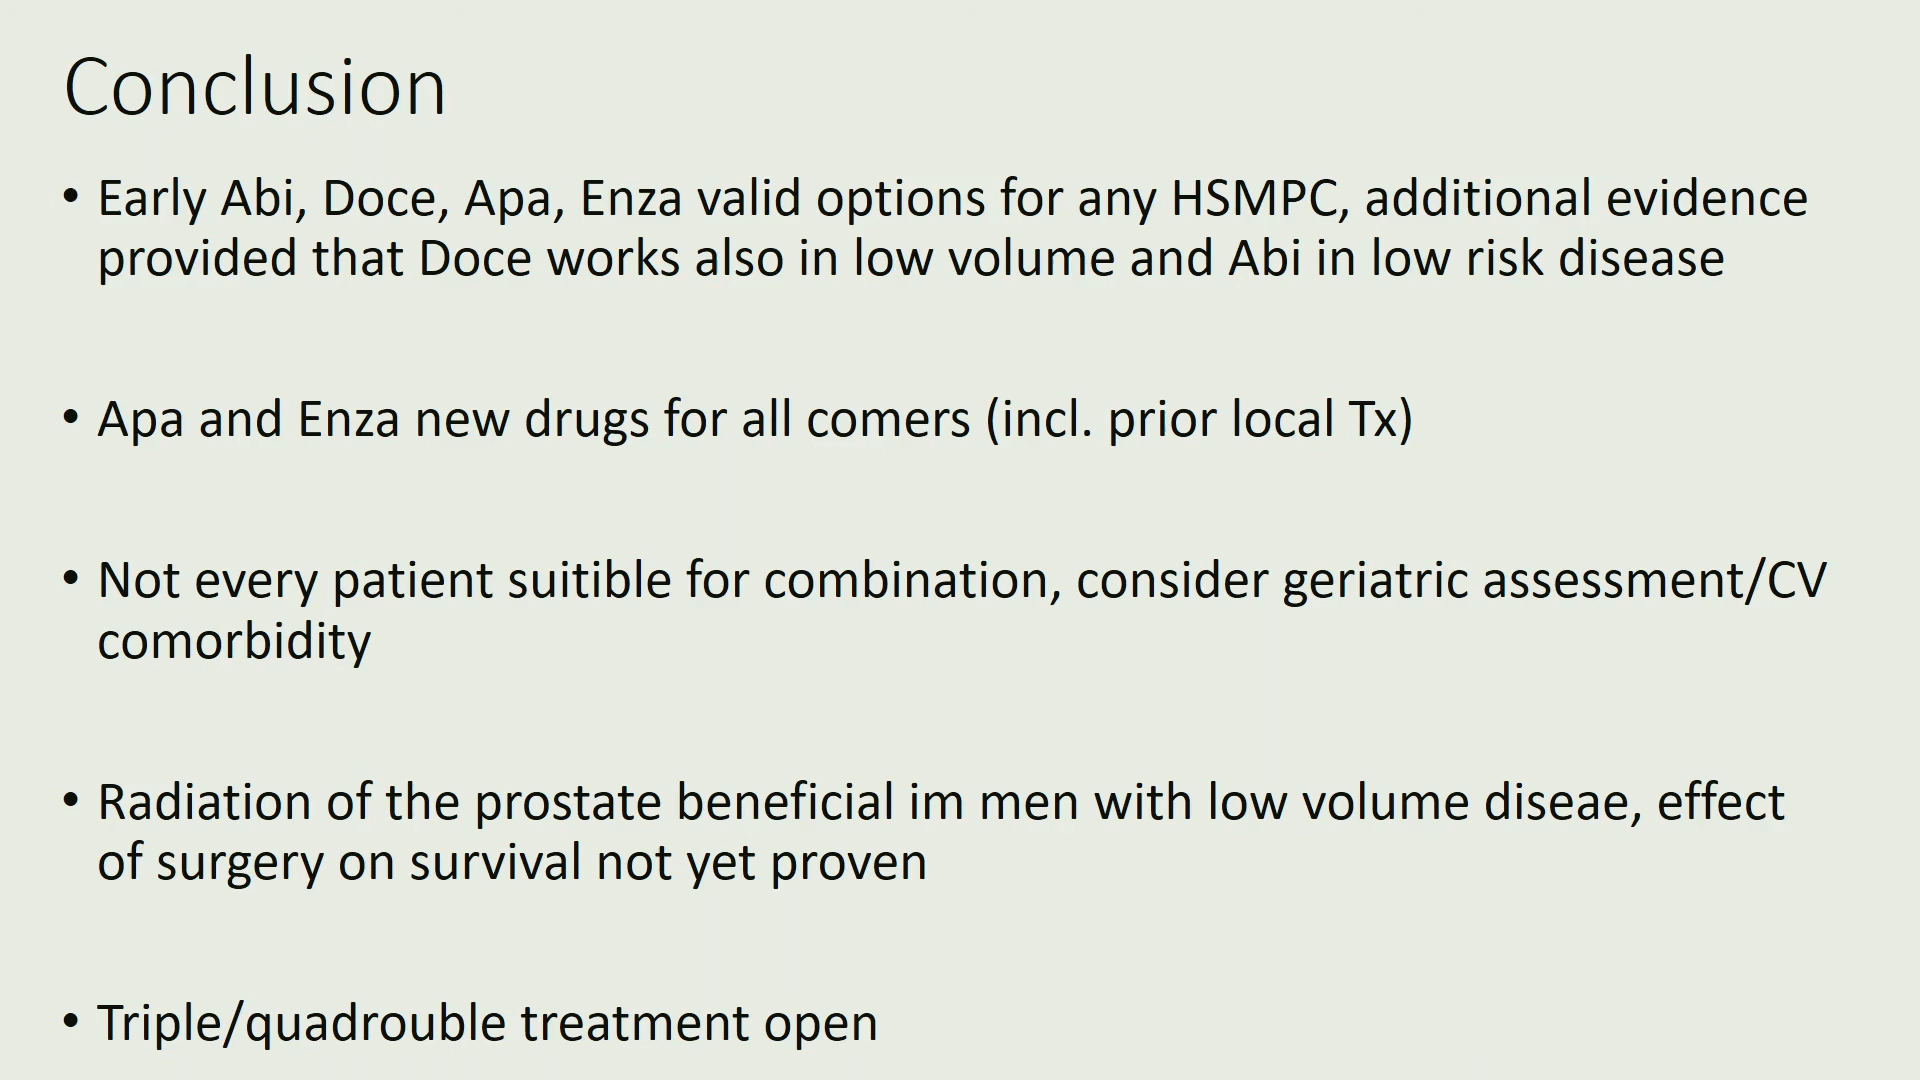 Conclusion
• Early Abi, Doce, Apa, Enza valid options for any HSMPC, additional evidence
provided that Doce works also in low volume and Abi in low risk disease
• Apa and Enza new drugs for all comers (incl. prior local Tx)
• Not every patient suitible for combination, consider geriatric assessment/CV
comorbidity
• Radiation of the prostate beneficial im men with low volume diseae, effect
of surgery on survival not yet proven
• Triple/quadrouble treatment open